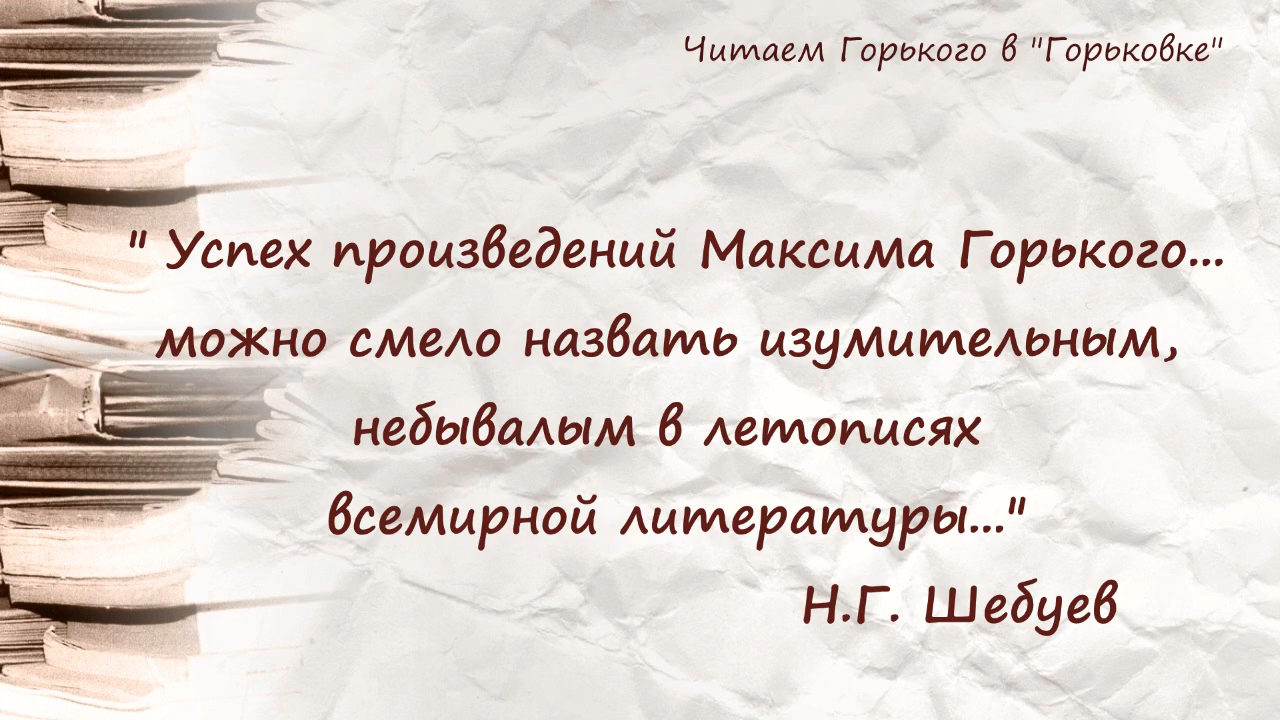 Читаем Горького в "Горьковке"
" Успех произведений Максима Горького...
можно смело назвать изумительным,
небывалым в летописях
всемирной литературы..."
Н.Г. Шебуев